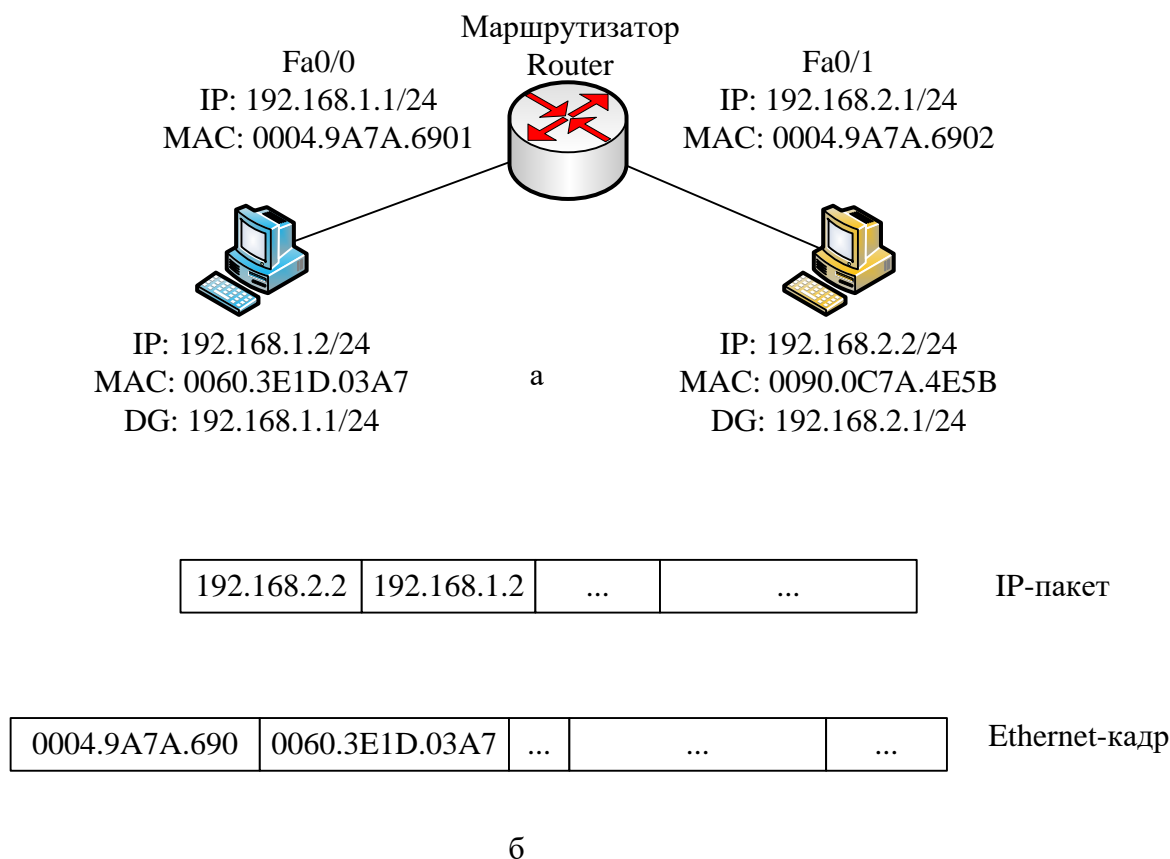 Маршрутизатор
Router
Fa0/0
IP: 192.168.1.1/24
MAC: 0004.9A7A.6901
Fa0/1
IP: 192.168.2.1/24
MAC: 0004.9A7A.6902
IP: 192.168.1.2/24
MAC: 0060.3E1D.03A7
DG: 192.168.1.1/24
а
IP: 192.168.2.2/24
MAC: 0090.0C7A.4E5B
DG: 192.168.2.1/24
192.168.2.2 192.168.1.2 ... ... IP-пакет
0004.9A7A.690 0060.3E1D.03A7 ... ... ... Ethernet-кадр
б